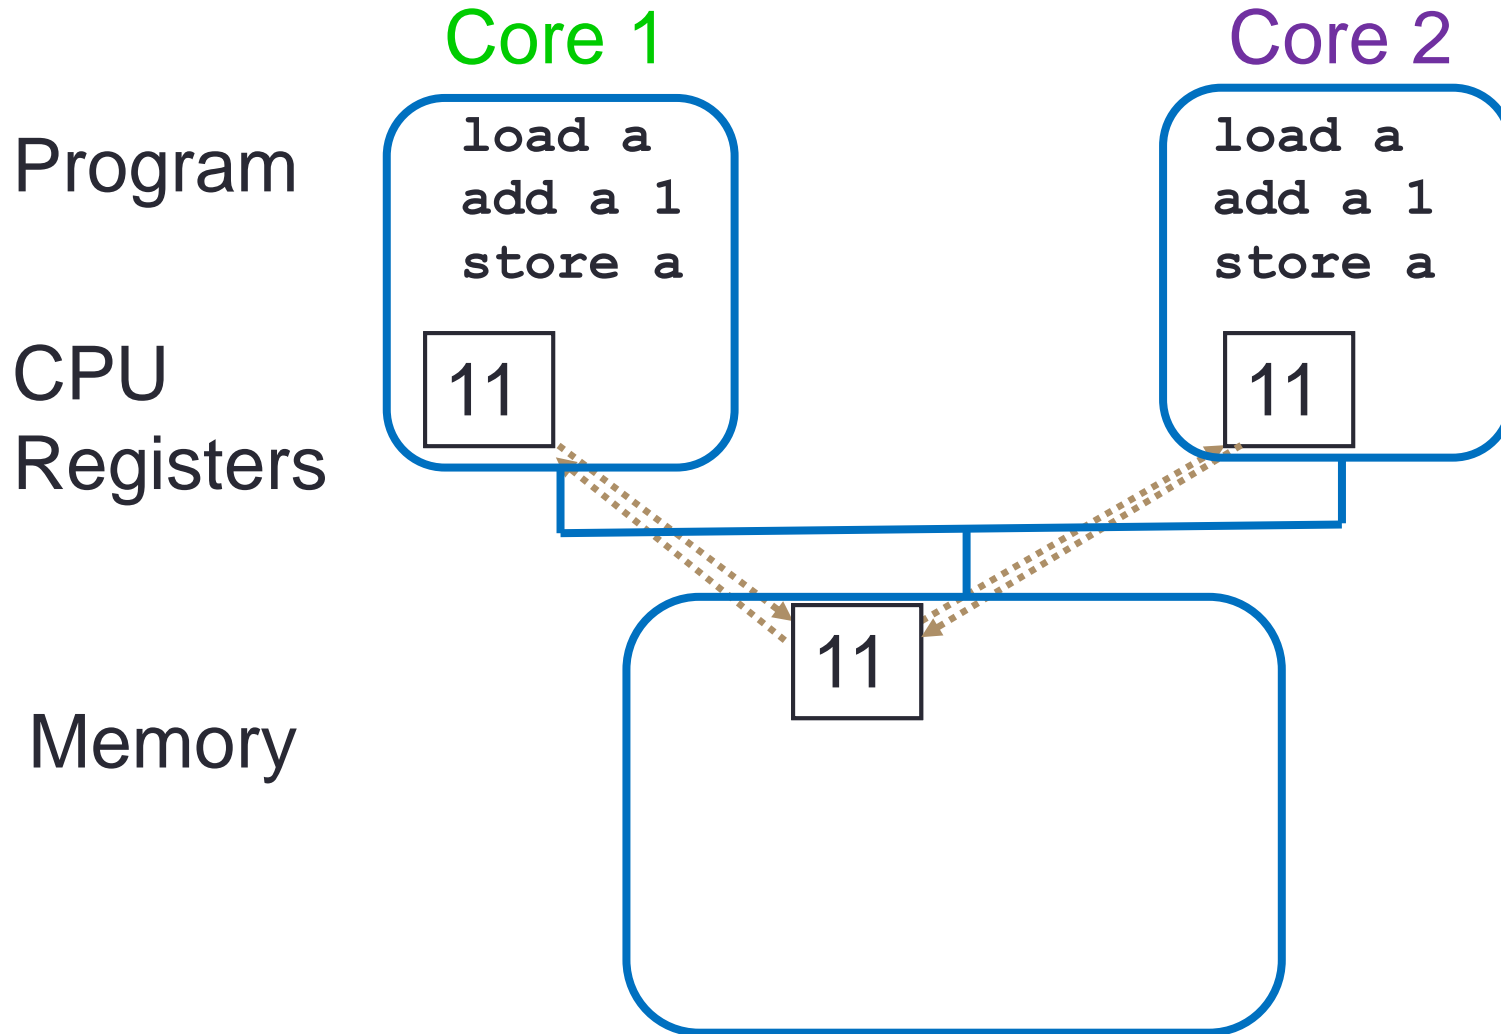 Core 1
Core 2
Program
load a
add a 1
store a
load a
add a 1
store a
CPU
Registers
11
11
11
Memory